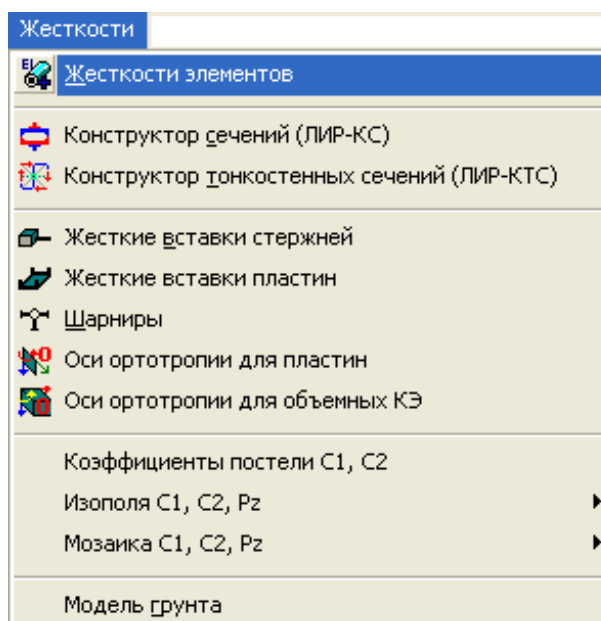 Жесткости
Жесткости элементов
Конструктор сечений (ЛИР-КС)
Конструктор тонкостенных сечений (ЛИР-КТС)
Жесткие вставки стержней
Жесткие вставки пластин
Шарниры
Оси ортотропии для пластин
Оси ортотропии для объемных КЭ
Коэффициенты постели C1, C2
Изополя C1, C2, Pz
Мозаика C1, C2, Pz
Модель грунта